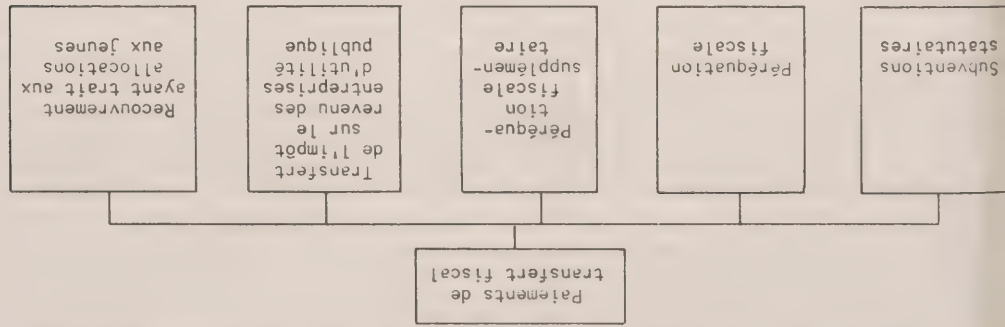 Paiements de
transfert fiscal
Subventions
statutaires
Péréquation
fiscale
Péréqua-
tion
fiscale
supplémen-
taire
Transfert
de l'impôt
sur le
revenu des
entreprises
d'utilité
publique
Recouvrement
ayant trait aux
allocations
aux jeunes